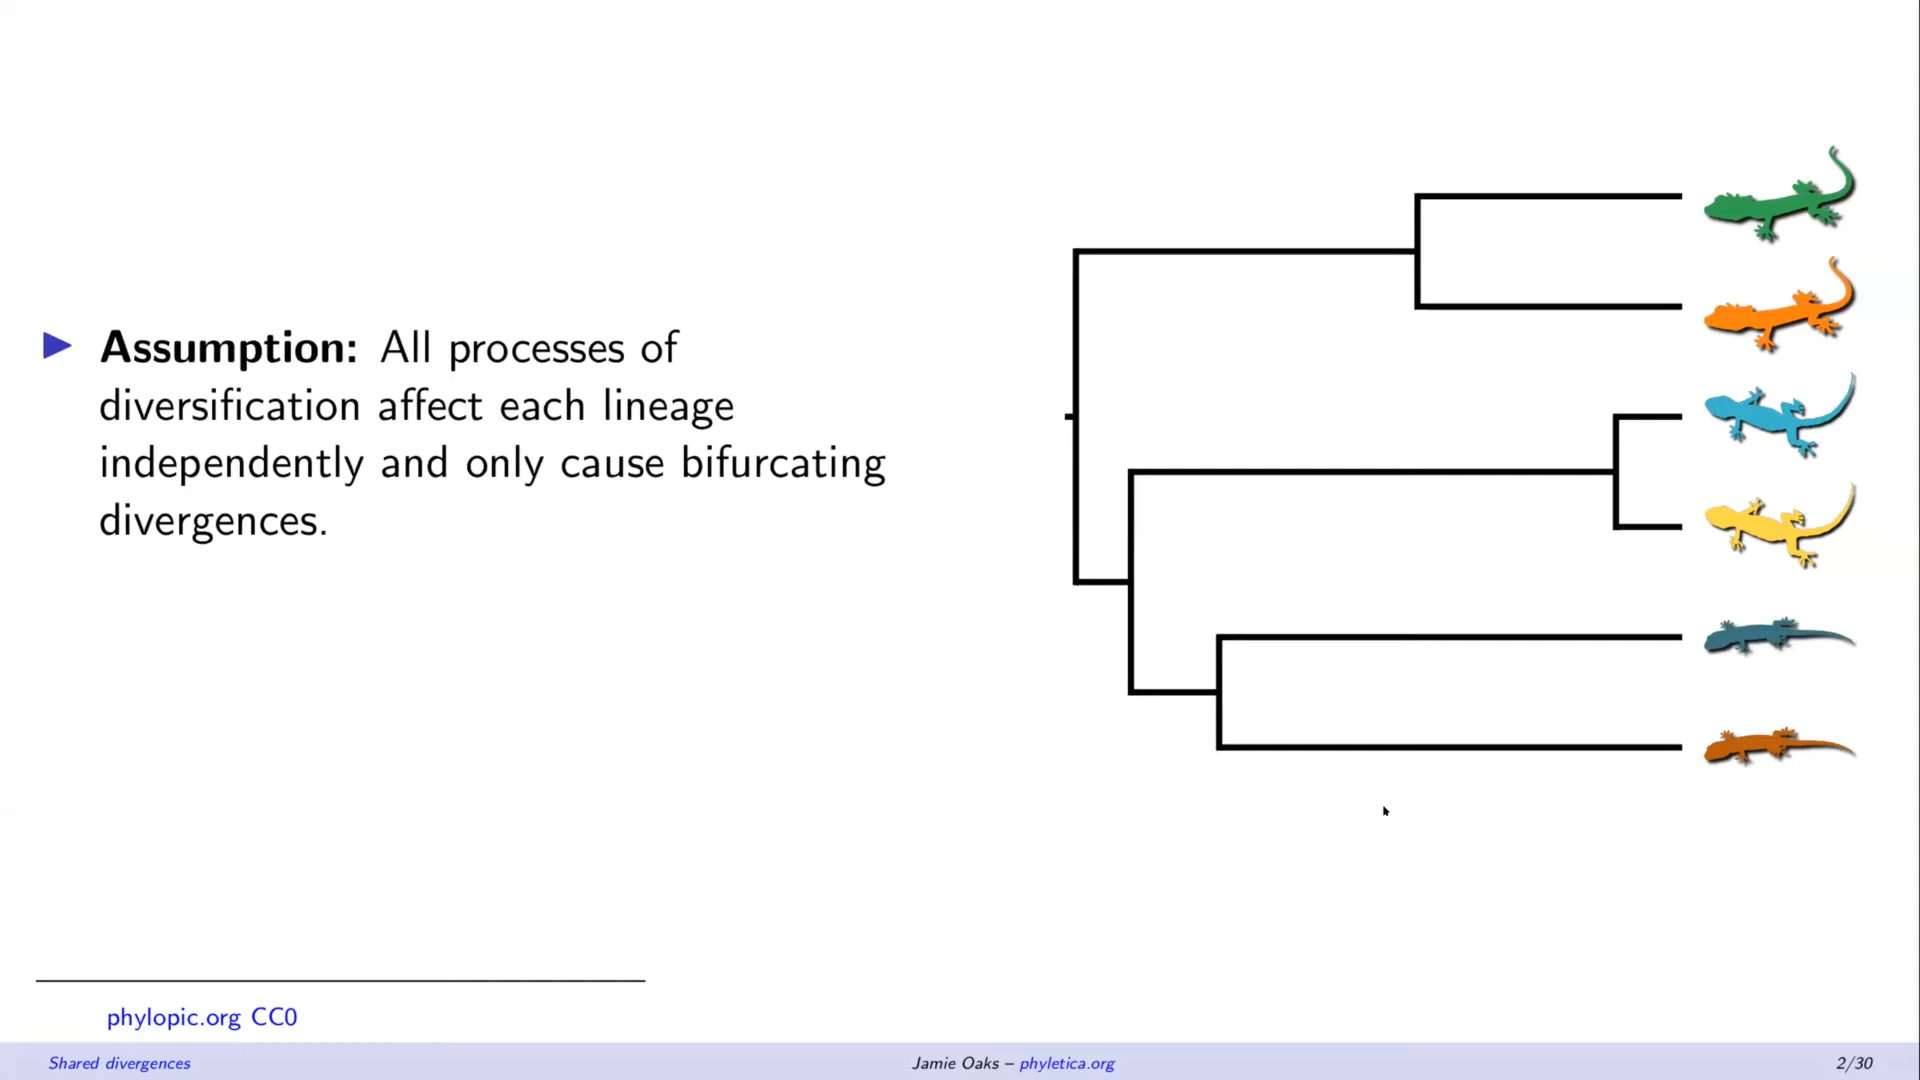 Assumption: All processes of
diversification affect each lineage
independently and only cause bifurcating
divergences.
phylopic.org CC0
Shared divergences
Jamie Oaks – phyletica.org
2/30